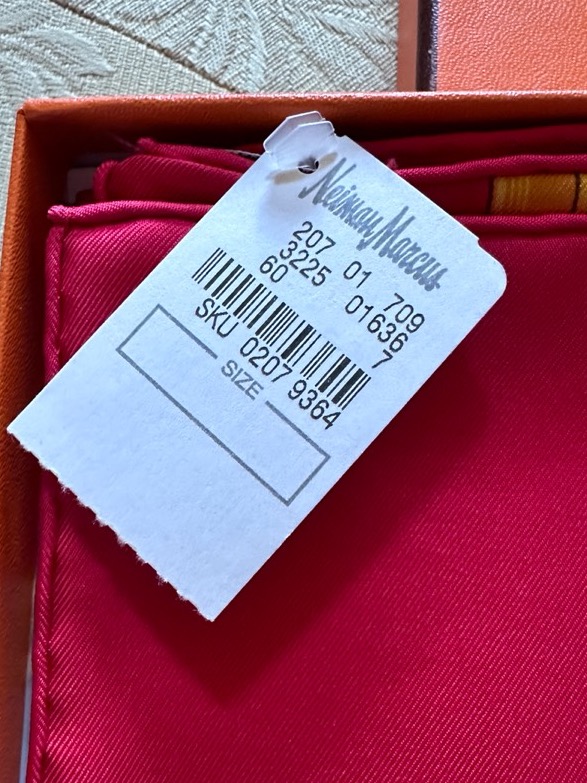 Neiman Marcus
207 01 709
3225 01636
60 7
SKU 0207 9364
SIZE